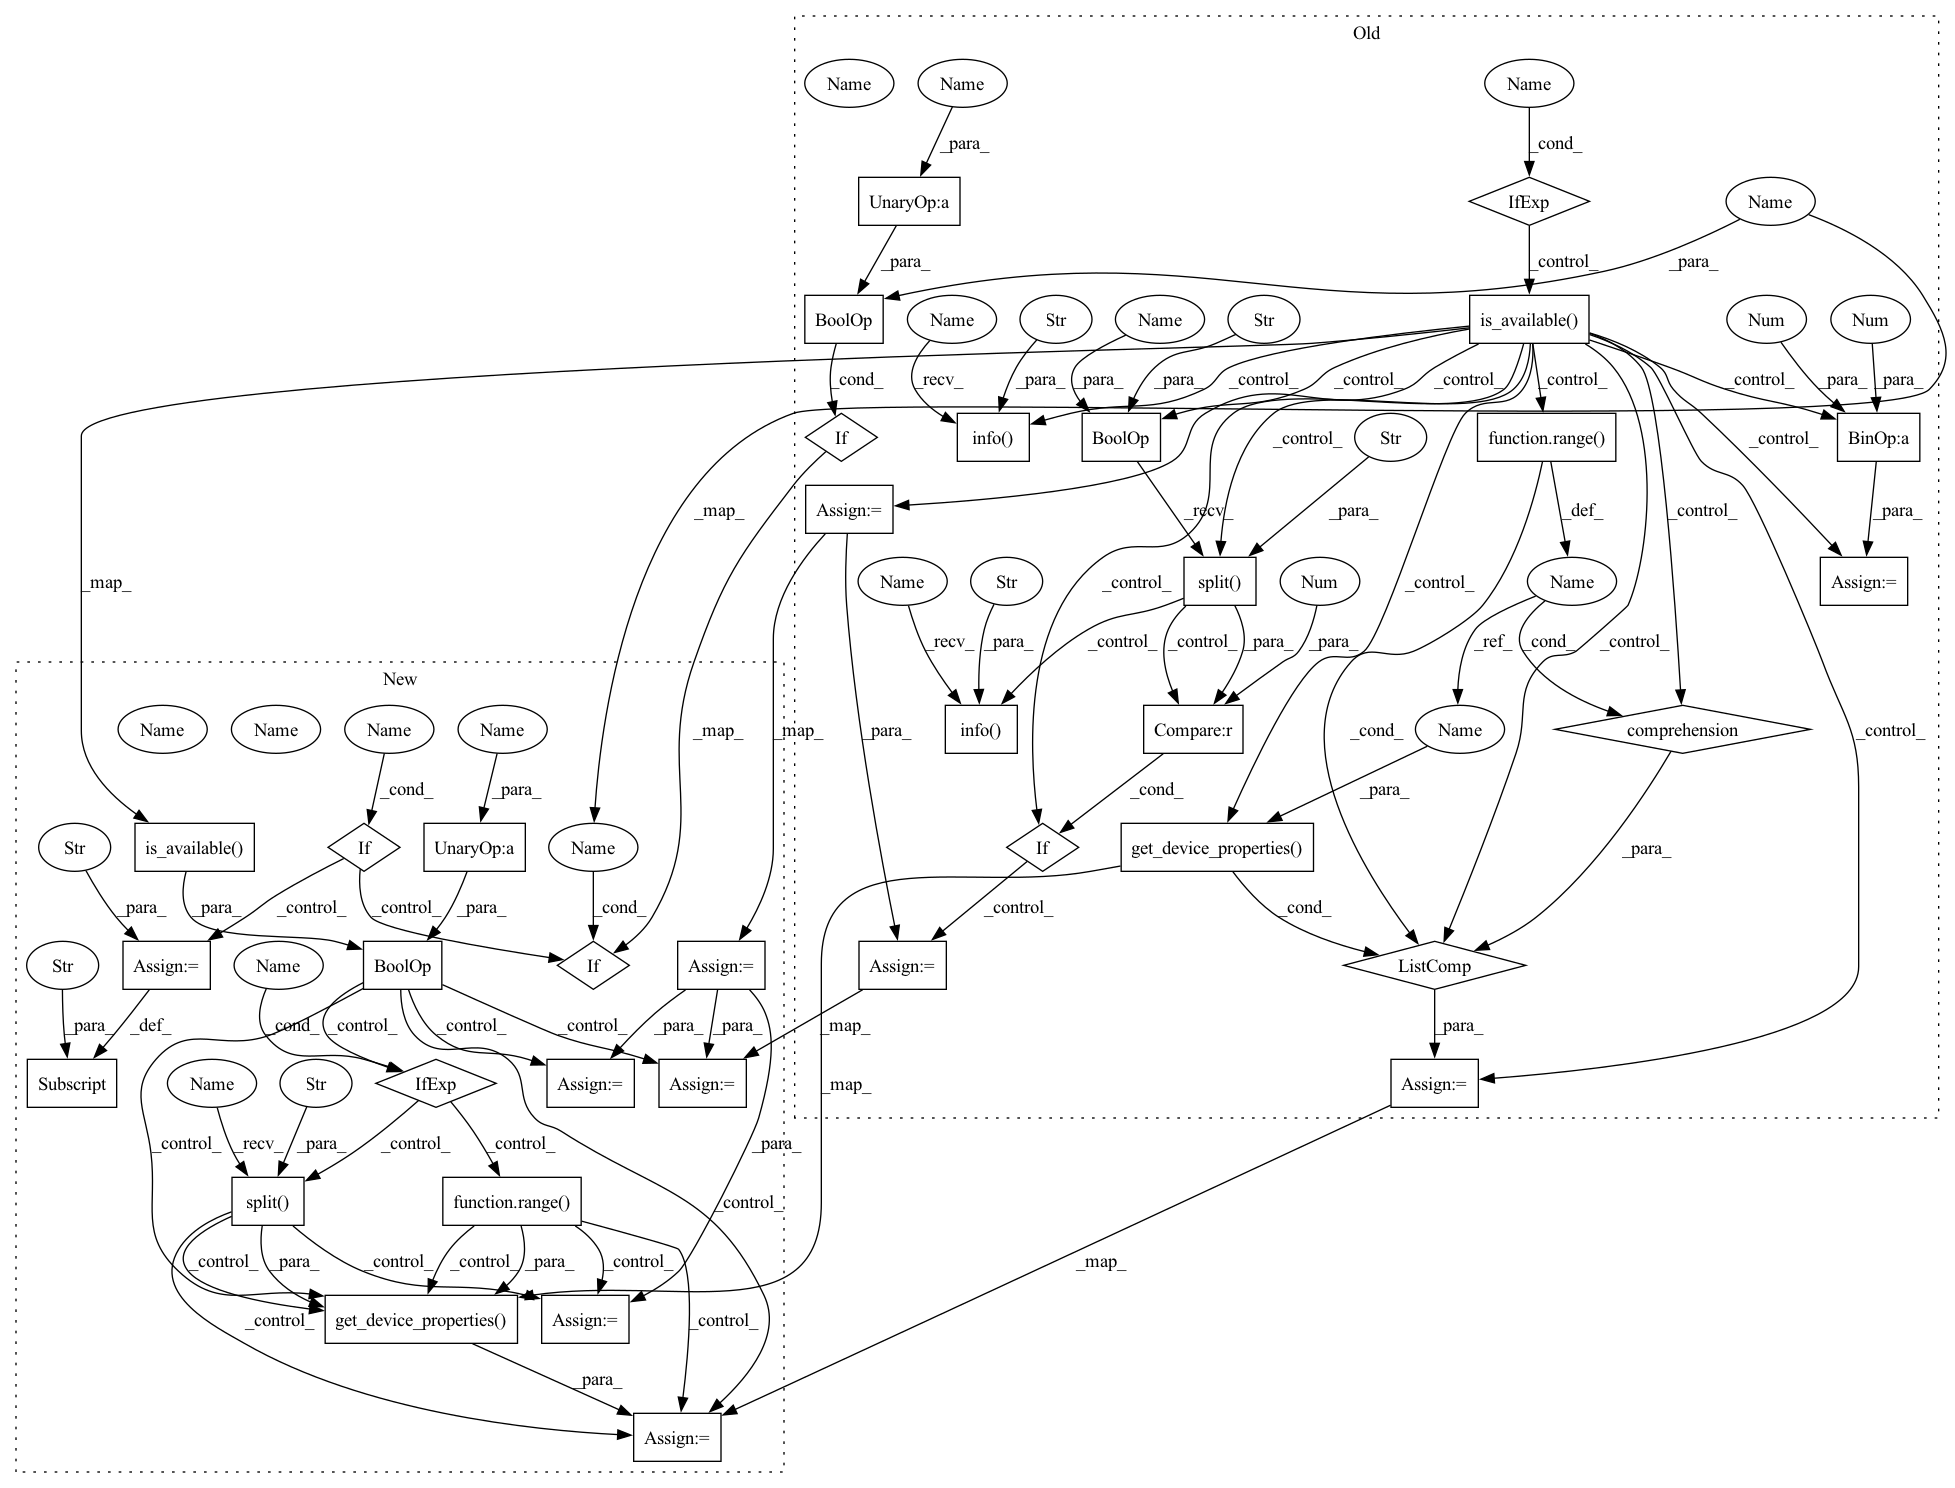 Old
Name
Name
Name
_para_
_cond_
UnaryOp:a
IfExp
Name
_para_
_control_
_para_
BoolOp
Name
Str
Name
Str
is_available()
Num
Num
_cond_
_recv_
_para_
_para_
_para_
_control_
_control_
_control_
_control_
_control_
_para_
_para_
If
info()
BoolOp
_control_
Str
function.range()
_control_
BinOp:a
_map_
Assign:=
_recv_
_para_
_def_
_control_
_para_
_map_
Name
Str
_control_
split()
Num
_control_
Name
Assign:=
_recv_
_para_
_control_
_control_
_para_
_para_
_ref_
_cond_
_control_
New
Name
Name
Name
Name
_map_
_map_
_para_
info()
Compare:r
_cond_
Name
comprehension
_control_
_cond_
_para_
_cond_
_para_
Str
is_available()
If
UnaryOp:a
Name
If
get_device_properties()
_para_
_para_
_para_
_control_
_control_
_para_
_cond_
_control_
_cond_
Str
Assign:=
Name
BoolOp
If
Assign:=
Assign:=
ListComp
_para_
_def_
_cond_
_control_
_control_
_control_
_para_
_para_
_map_
_para_
Subscript
Name
Str
IfExp
Assign:=
Assign:=
_map_
Assign:=
_control_
_recv_
_para_
_control_
_control_
_para_
split()
function.range()
_control_
_control_
_para_
_control_
_control_
_para_
_control_
_map_
get_device_properties()
Assign:=
_control_
_control_
_para_
Assign:=